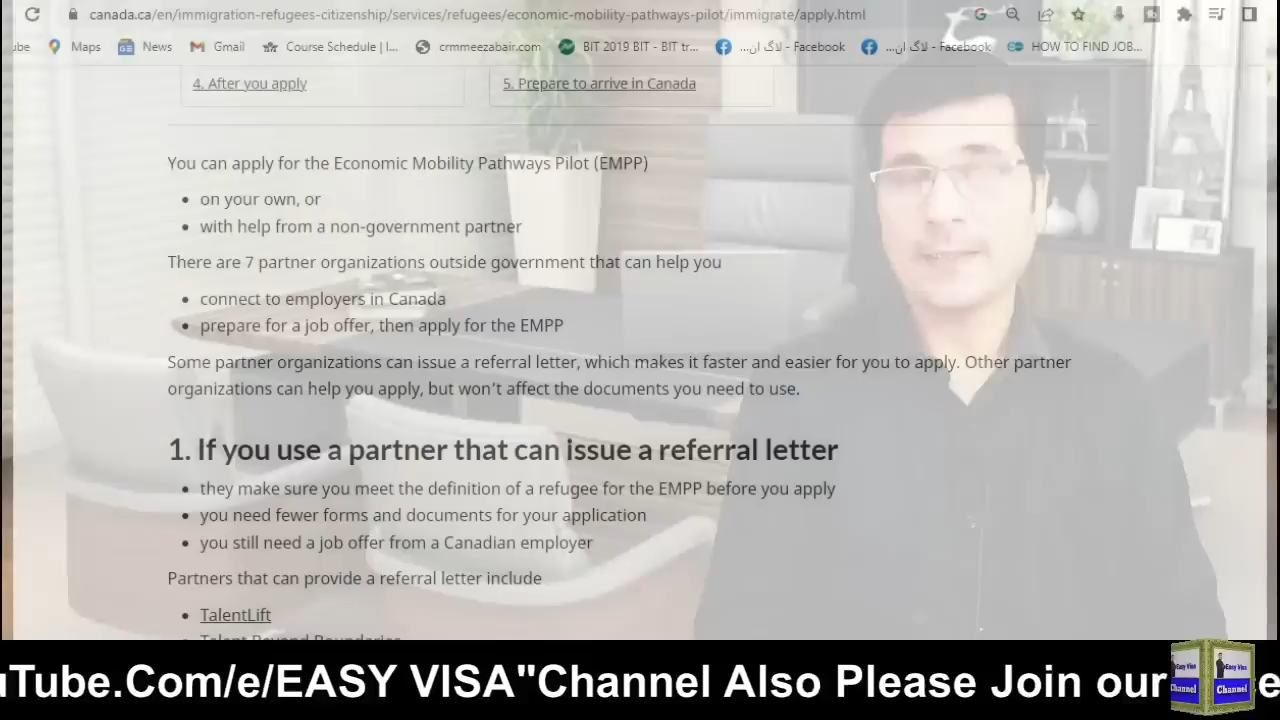 canada.ca/en/immigration-refugees-citizenship/services/refugees/economic-mobility-pathways-pilot/immigrate/apply.html
ube Maps News Gmail Course Schedule | I... crmmeezabair.com BIT 2019 BIT - BIT tr... لاگ ان... - Facebook لاگ ان... - Facebook HOW TO FIND JOB...
4. After you apply 5. Prepare to arrive in Canada
You can apply for the Economic Mobility Pathways Pilot (EMPP)
• on your own, or
• with help from a non-government partner
There are 7 partner organizations outside government that can help you
• connect to employers in Canada
• prepare for a job offer, then apply for the EMPP
Some partner organizations can issue a referral letter, which makes it faster and easier for you to apply. Other partner
organizations can help you apply, but won't affect the documents you need to use.
1. If you use a partner that can issue a referral letter
• they make sure you meet the definition of a refugee for the EMPP before you apply
• you need fewer forms and documents for your application
• you still need a job offer from a Canadian employer
Partners that can provide a referral letter include
• TalentLift
• Talent Beyond Boundaries
uTube.Com/e/EASY VISA"Channel Also Please Join our
Easy Visa
Channel Channel